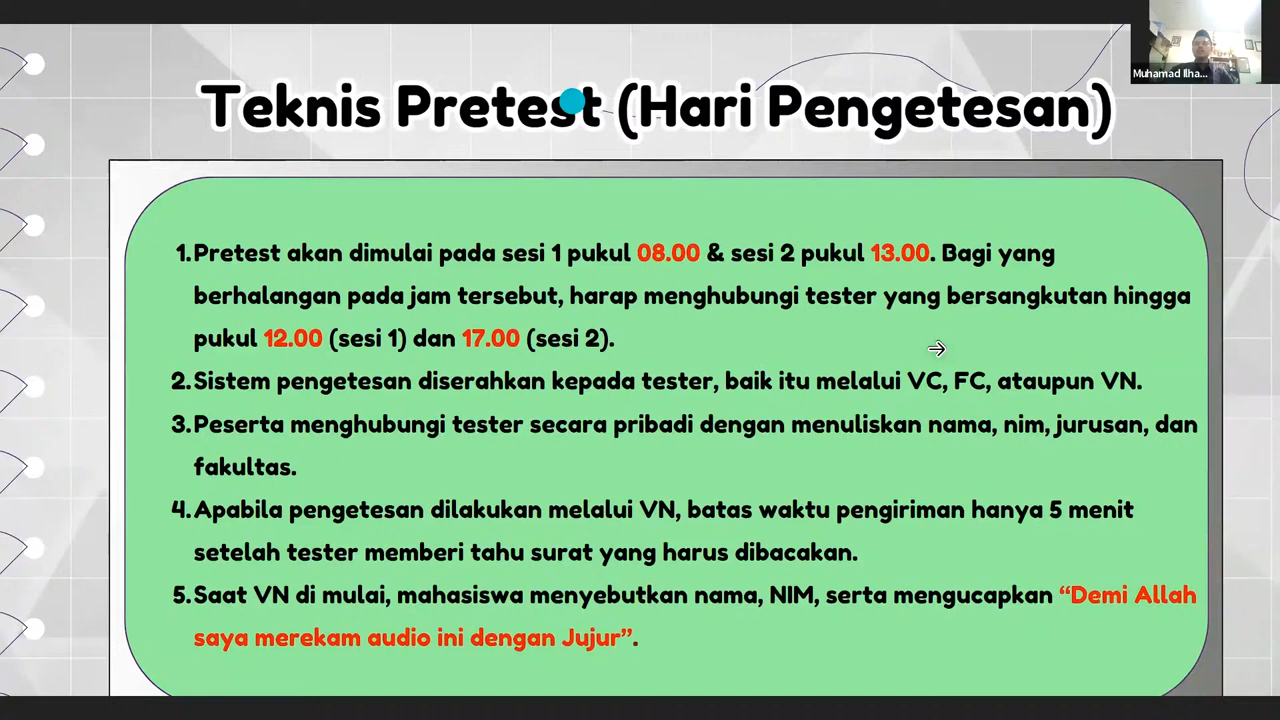 Muhamad Ilha...
Teknis Pretest (Hari Pengetesan)
1.Pretest akan dimulai pada sesi 1 pukul 08.00 & sesi 2 pukul 13.00. Bagi yang
berhalangan pada jam tersebut, harap menghubungi tester yang bersangkutan hingga
pukul 12.00 (sesi 1) dan 17.00 (sesi 2).
2.Sistem pengetesan diserahkan kepada tester, baik itu melalui VC, FC, ataupun VN.
3.Peserta menghubungi tester secara pribadi dengan menuliskan nama, nim, jurusan, dan
fakultas.
4.Apabila pengetesan dilakukan melalui VN, batas waktu pengiriman hanya 5 menit
setelah tester memberi tahu surat yang harus dibacakan.
5.Saat VN di mulai, mahasiswa menyebutkan nama, NIM, serta mengucapkan “Demi Allah
saya merekam audio ini dengan Jujur”.